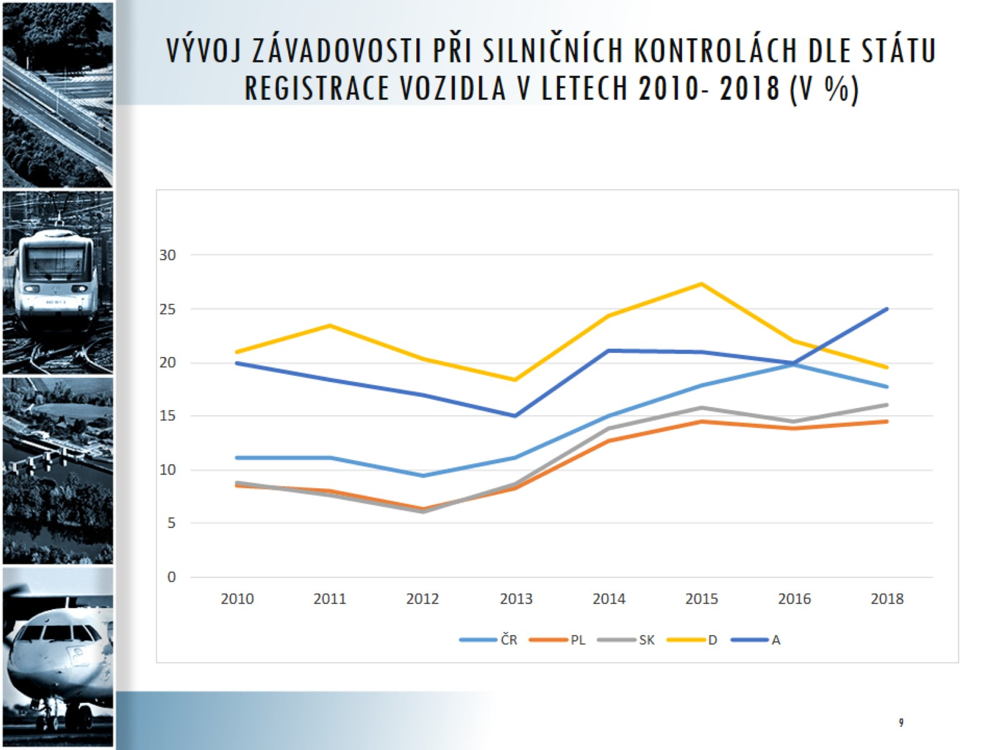 VÝVOJ ZÁVADOVOSTI PŘI SILNIČNÍCH KONTROLÁCH DLE STÁTU
REGISTRACE VOZIDLA V LETECH 2010- 2018 (V %)
30
25
20
15
10
5
0
2010 2011 2012 2013 2014 2015 2016 2018
ČR PL SK D A
9